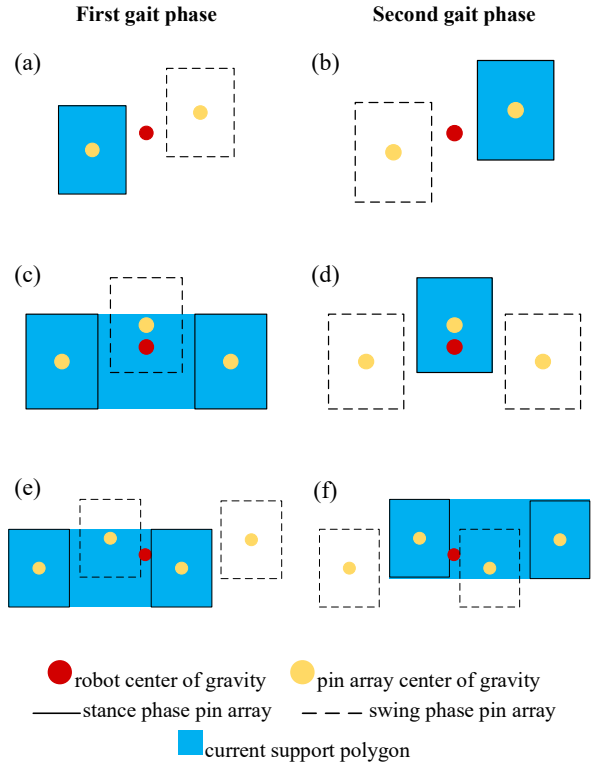 First gait phase
Second gait phase
(a)
(b)
(c)
(d)
(e)
(f)
robot center of gravity
pin array center of gravity
stance phase pin array
swing phase pin array
current support polygon